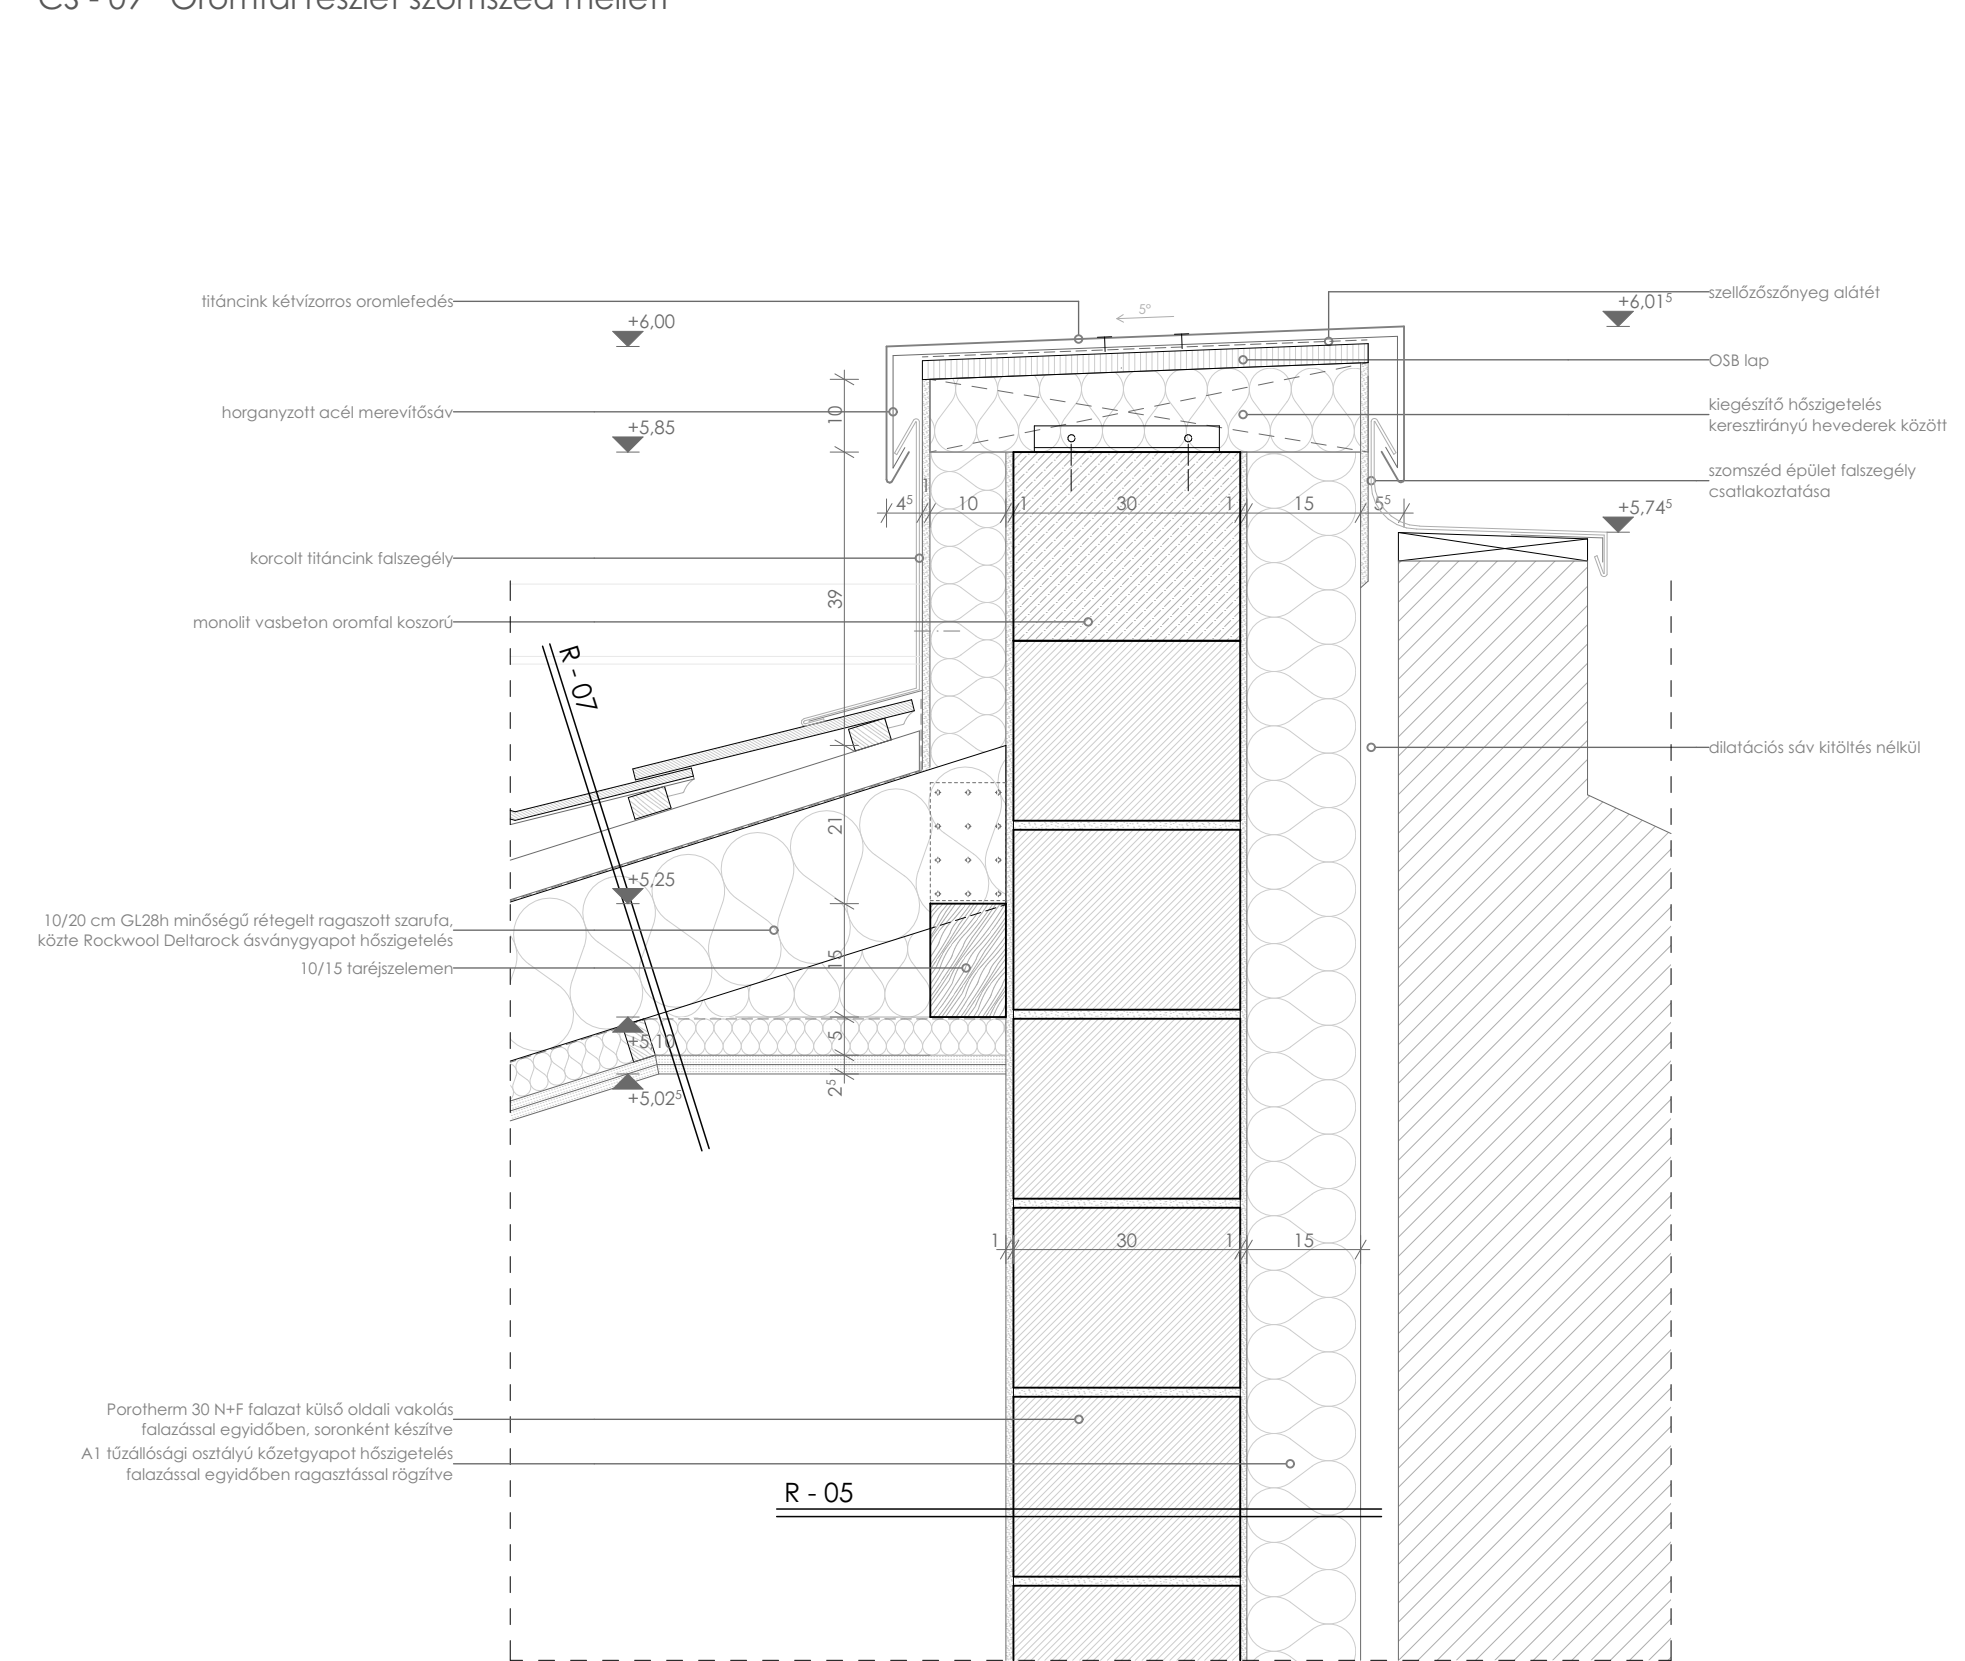 CS - 09 Oromfal részlet szomszéd mellett
titáncink kétvízorros oromlefedés
+6,00
5°
szellőzőszőnyeg alátét
+6,01⁵
OSB lap
horganyzott acél merevítősáv
+5,85
10
kiegészítő hőszigetelés
keresztirányú hevederek között
szomszéd épület falszegély
csatlakoztatása
+5,74⁵
4⁵ 1 10 1 30 1 15 5⁵
korcolt titáncink falszegély
39
monolit vasbeton oromfal koszorú
R - 07
dilatációs sáv kitöltés nélkül
21
+5,25
10/20 cm GL28h minőségű rétegelt ragasztott szarufa,
közte Rockwool Deltarock ásványgyapot hőszigetelés
10/15 taréjszelemen
15
+5,10
5
2⁵
+5,02⁵
1 30 1 15
Porotherm 30 N+F falazat külső oldali vakolás
falazással egyidőben, soronként készítve
A1 tűzállósági osztályú kőzetgyapot hőszigetelés
falazással egyidőben ragasztással rögzítve
R - 05